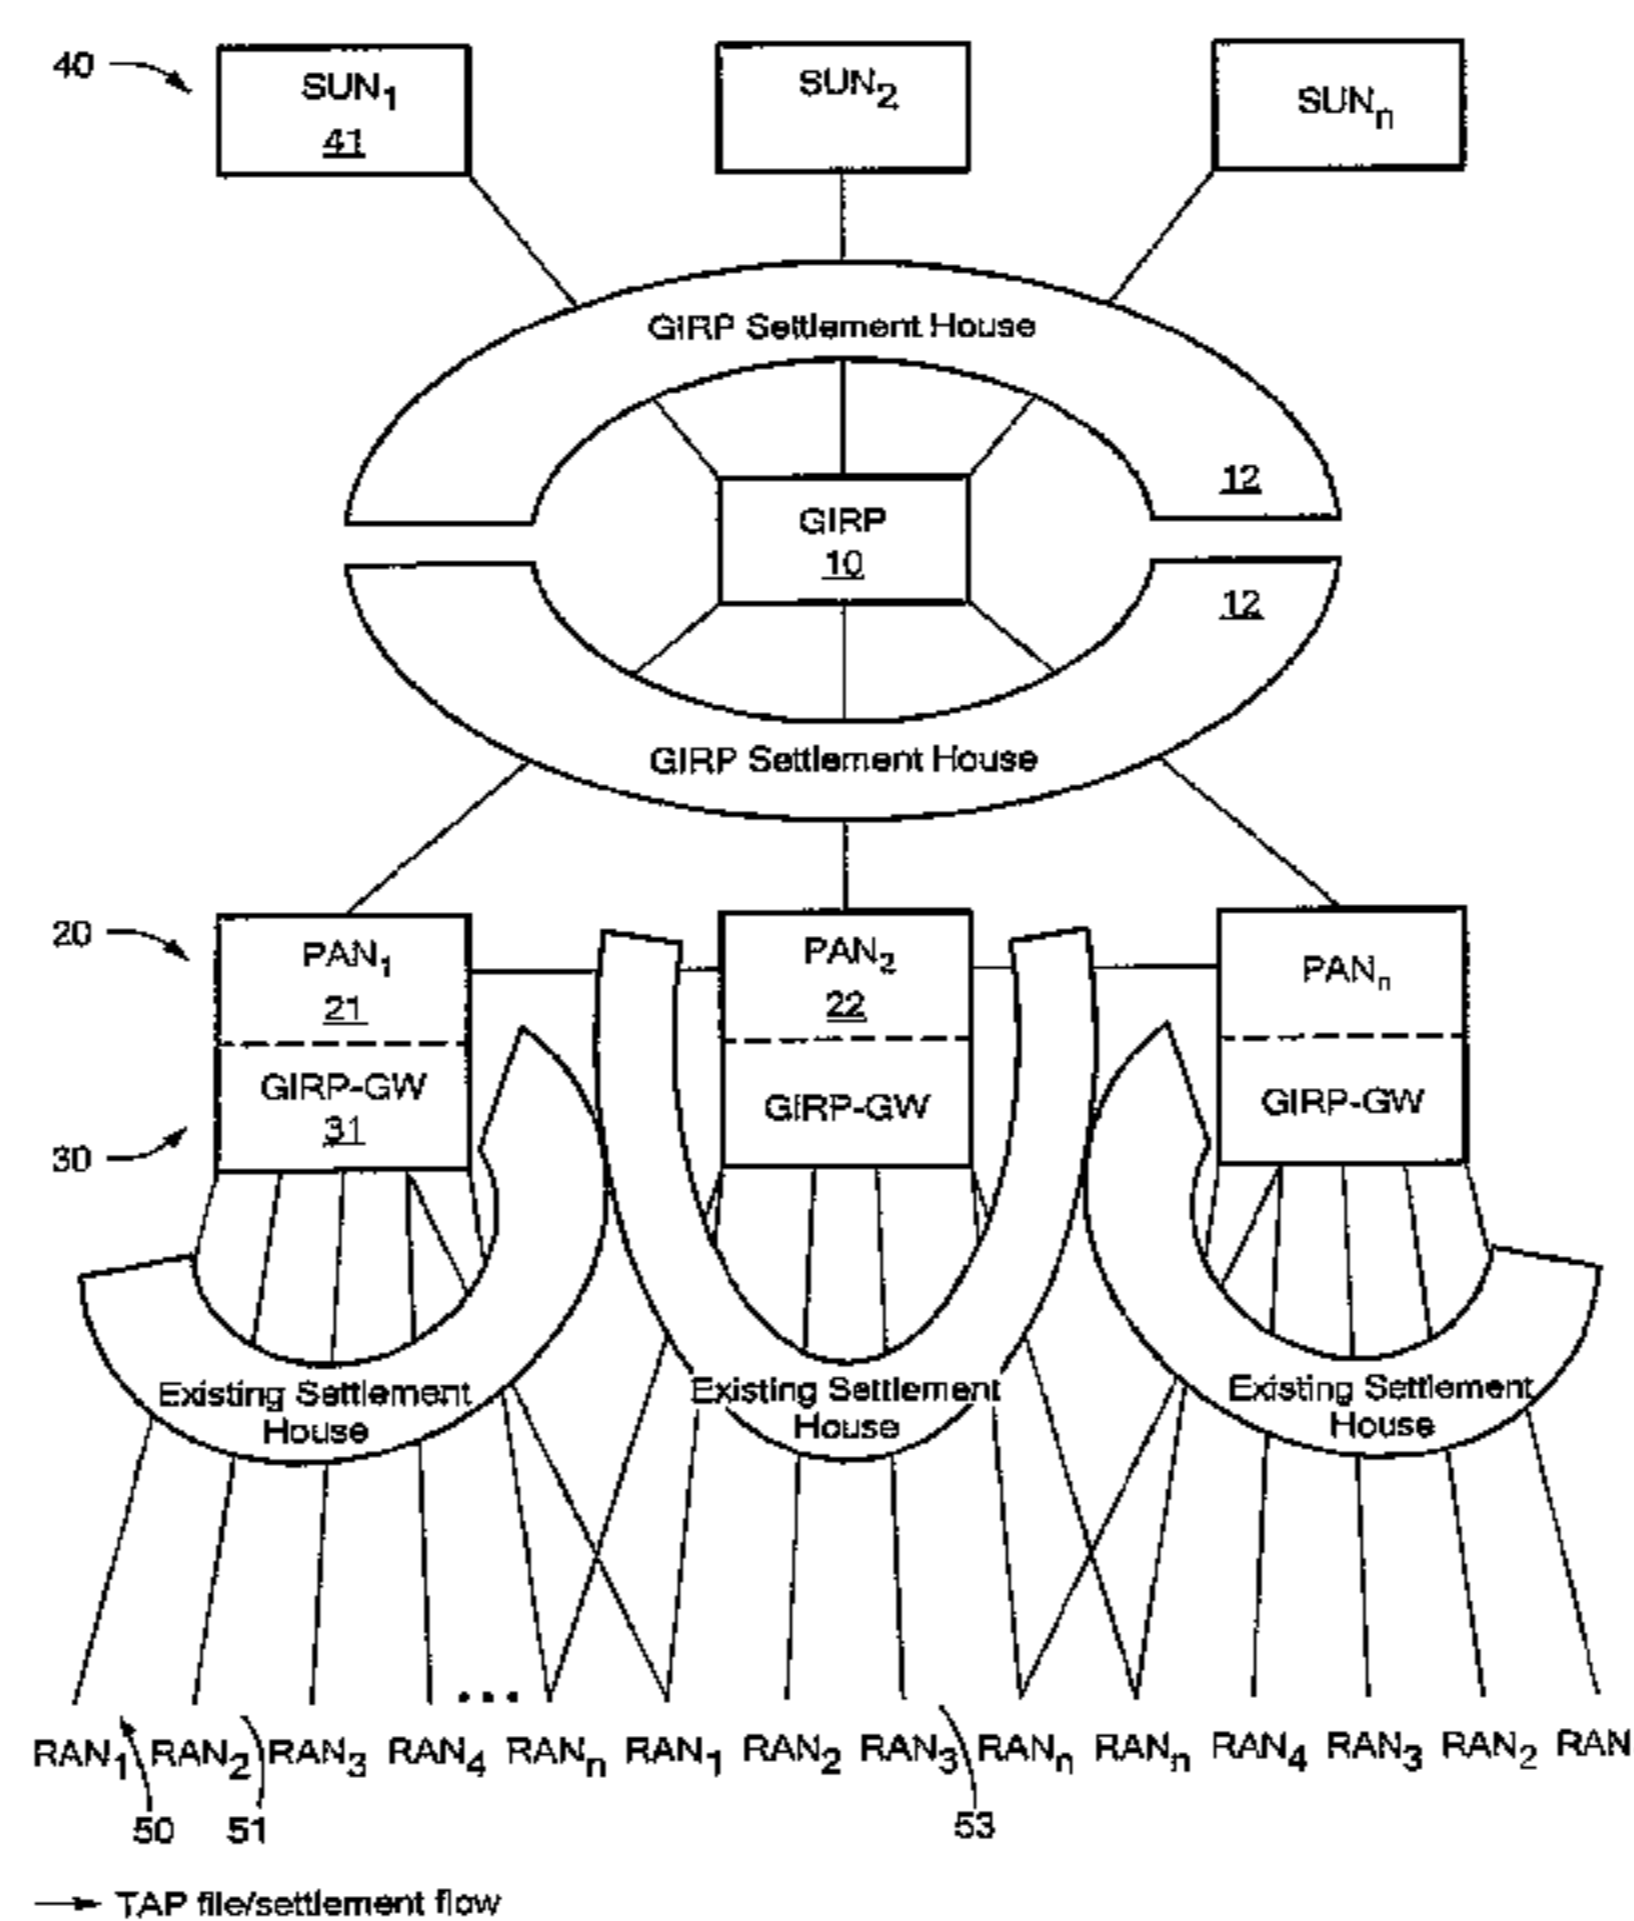 40
SUN1
41
SUN2
SUNn
GIRP Settlement House
12
GIRP
10
12
GIRP Settlement House
20
PAN1
21
PAN2
22
PANn
30
GIRP-GW
31
GIRP-GW
GIRP-GW
Existing Settlement
House
Existing Settlement
House
Existing Settlement
House
...
RAN1 RAN2 RAN3 RAN4 RANn RAN1 RAN2 RAN3 RANn RANn RAN4 RAN3 RAN2 RAN
50 51 53
TAP file/settlement flow